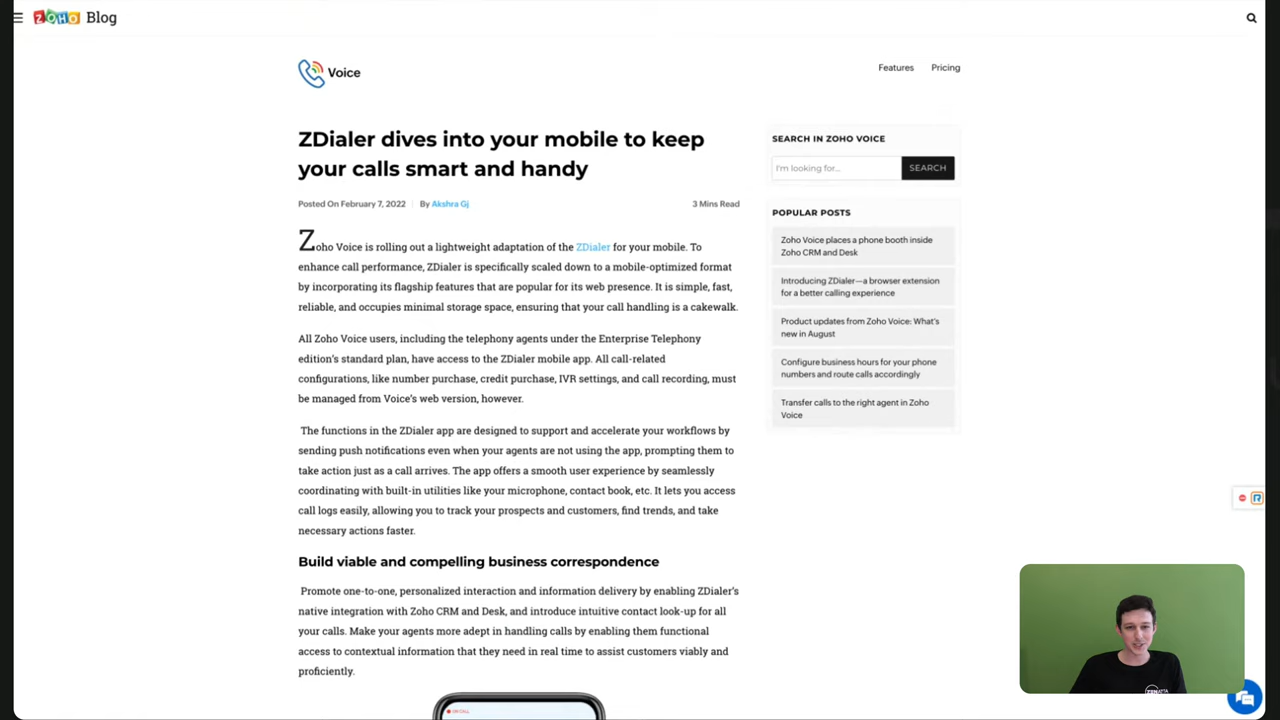 ZOHO Blog
Voice
Features
Pricing
ZDialer dives into your mobile to keep
your calls smart and handy
Posted On February 7, 2022 | By Akshra Gj
3 Mins Read
Zoho Voice is rolling out a lightweight adaptation of the ZDialer for your mobile. To
enhance call performance, ZDialer is specifically scaled down to a mobile-optimized format
by incorporating its flagship features that are popular for its web presence. It is simple, fast,
reliable, and occupies minimal storage space, ensuring that your call handling is a cakewalk.
All Zoho Voice users, including the telephony agents under the Enterprise Telephony
edition's standard plan, have access to the ZDialer mobile app. All call-related
configurations, like number purchase, credit purchase, IVR settings, and call recording, must
be managed from Voice's web version, however.
The functions in the ZDialer app are designed to support and accelerate your workflows by
sending push notifications even when your agents are not using the app, prompting them to
take action just as a call arrives. The app offers a smooth user experience by seamlessly
coordinating with built-in utilities like your microphone, contact book, etc. It lets you access
call logs easily, allowing you to track your prospects and customers, find trends, and take
necessary actions faster.
Build viable and compelling business correspondence
Promote one-to-one, personalized interaction and information delivery by enabling ZDialer's
native integration with Zoho CRM and Desk, and introduce intuitive contact look-up for all
your calls. Make your agents more adept in handling calls by enabling them functional
access to contextual information that they need in real time to assist customers viably and
proficiently.
ON CALL
SEARCH IN ZOHO VOICE
I'm looking for...
SEARCH
POPULAR POSTS
Zoho Voice places a phone booth inside
Zoho CRM and Desk
Introducing ZDialer—a browser extension
for a better calling experience
Product updates from Zoho Voice: What's
new in August
Configure business hours for your phone
numbers and route calls accordingly
Transfer calls to the right agent in Zoho
Voice
ZENATTA